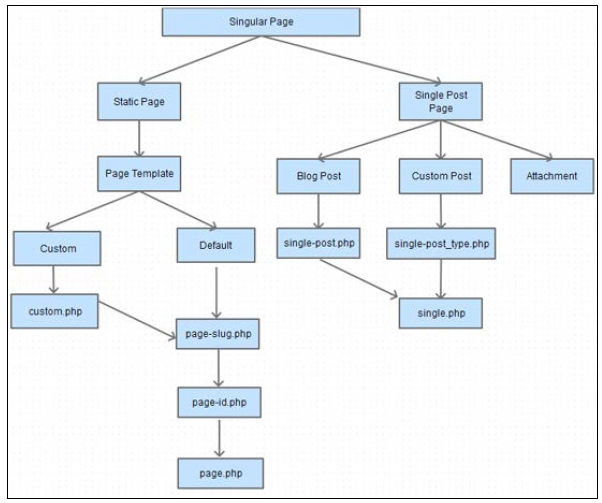 Singular Page
Static Page
Single Post
Page
Page Template
Blog Post
Custom Post
Attachment
Custom
Default
single-post.php
single-post_type.php
custom.php
single.php
page-slug.php
page-id.php
page.php